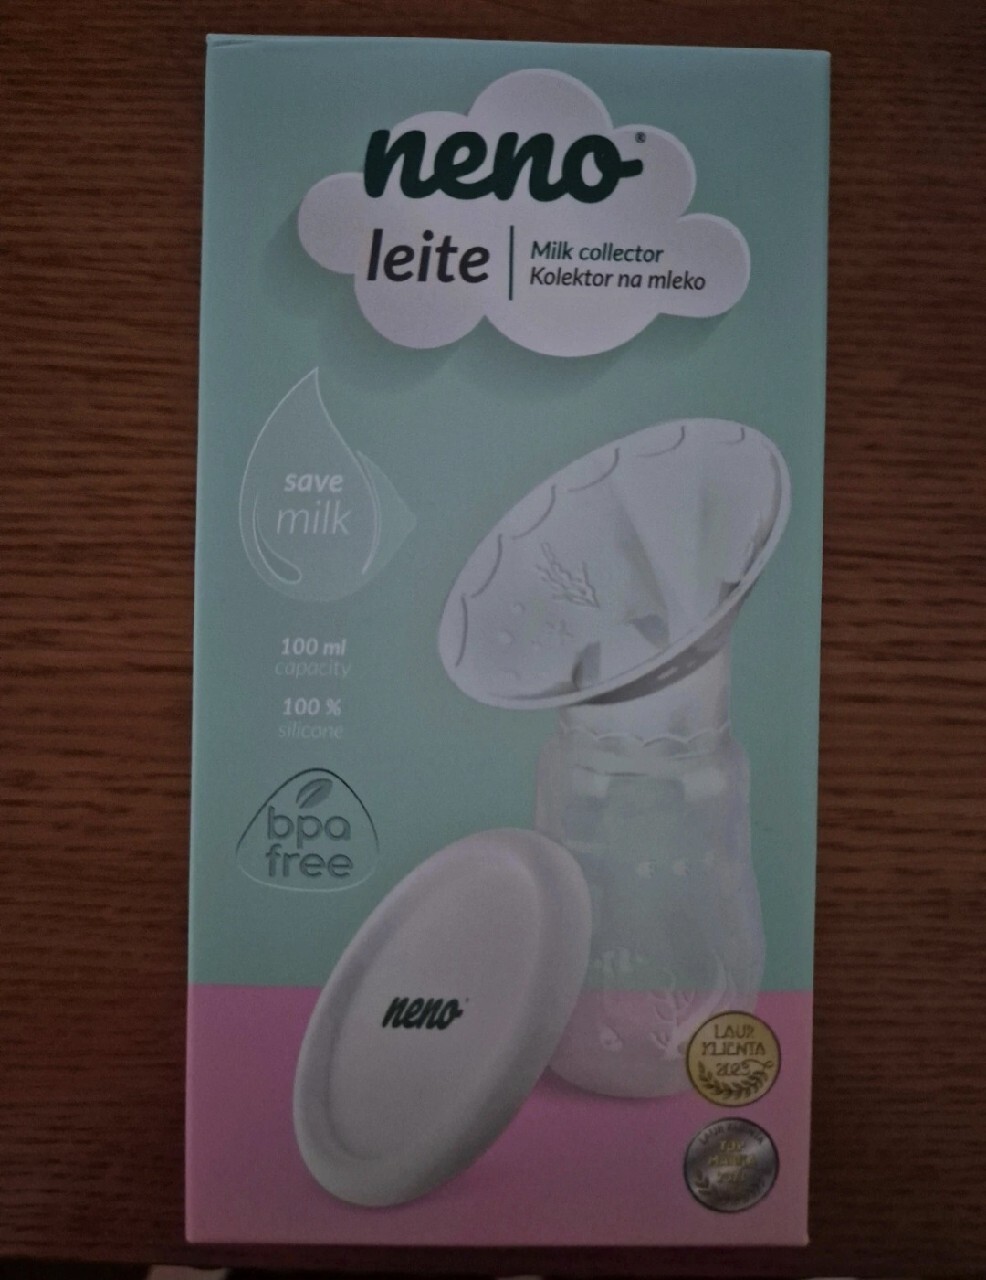 neno®
leite
Milk collector
Kolektor na mleko
save
milk
100 ml
capacity
100 %
silicone
bpa
free
neno
LAUR
KLIENTA
2023